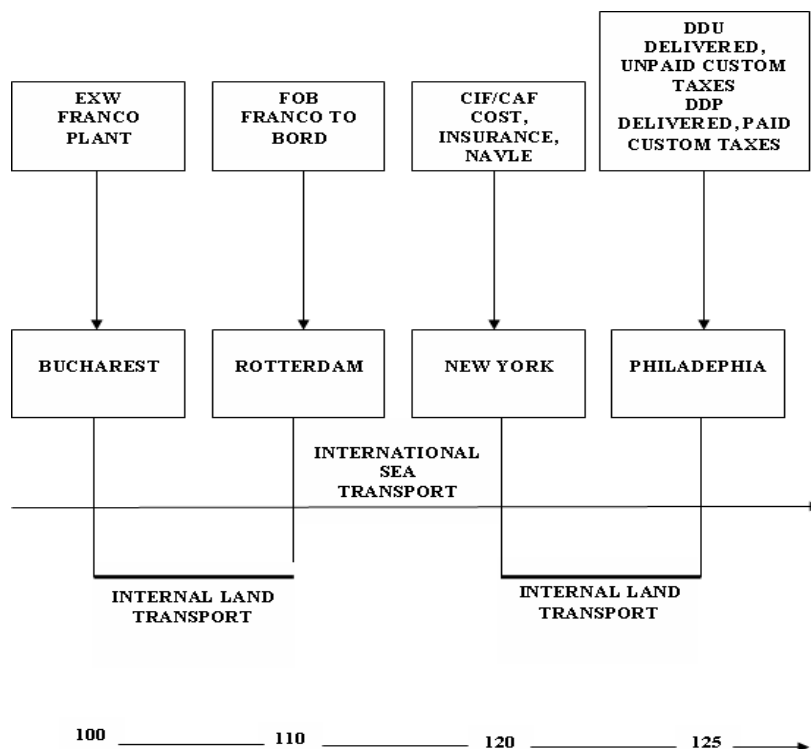 EXW
FRANCO
PLANT
FOB
FRANCO TO
BORD
CIF/CAF
COST,
INSURANCE,
NAVLE
DDU
DELIVERED,
UNPAID CUSTOM
TAXES
DDP
DELIVERED, PAID
CUSTOM TAXES
BUCHAREST
ROTTERDAM
NEW YORK
PHILADEPHIA
INTERNATIONAL
SEA
TRANSPORT
INTERNAL LAND
TRANSPORT
INTERNAL LAND
TRANSPORT
100
110
120
125